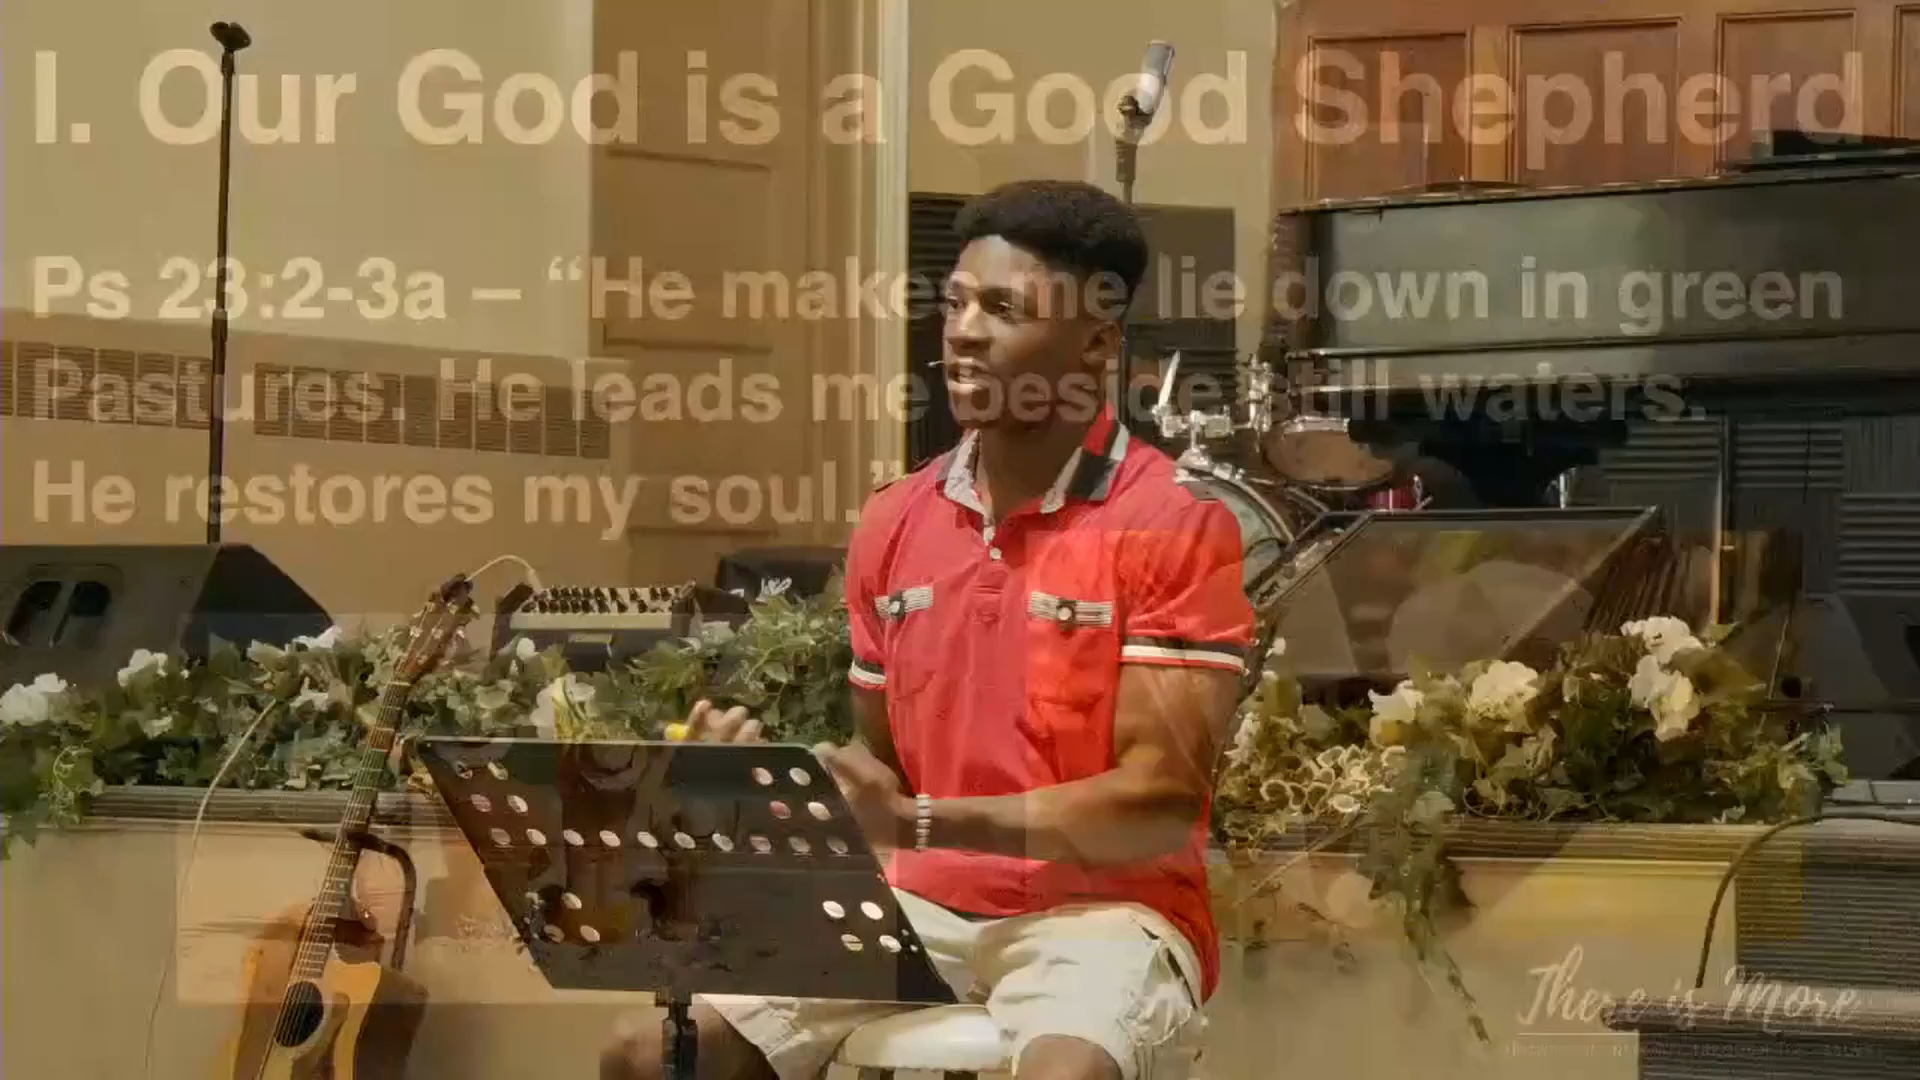 I. Our God is a Good Shepherd
Ps 23:2-3a – “He makes me lie down in green
Pastures. He leads me beside still waters.
He restores my soul.”
There is More